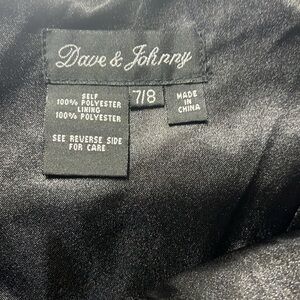 Dave & Johnny
SELF
100% POLYESTER
LINING
100% POLYESTER
SEE REVERSE SIDE
FOR CARE
7/8
MADE
IN
CHINA